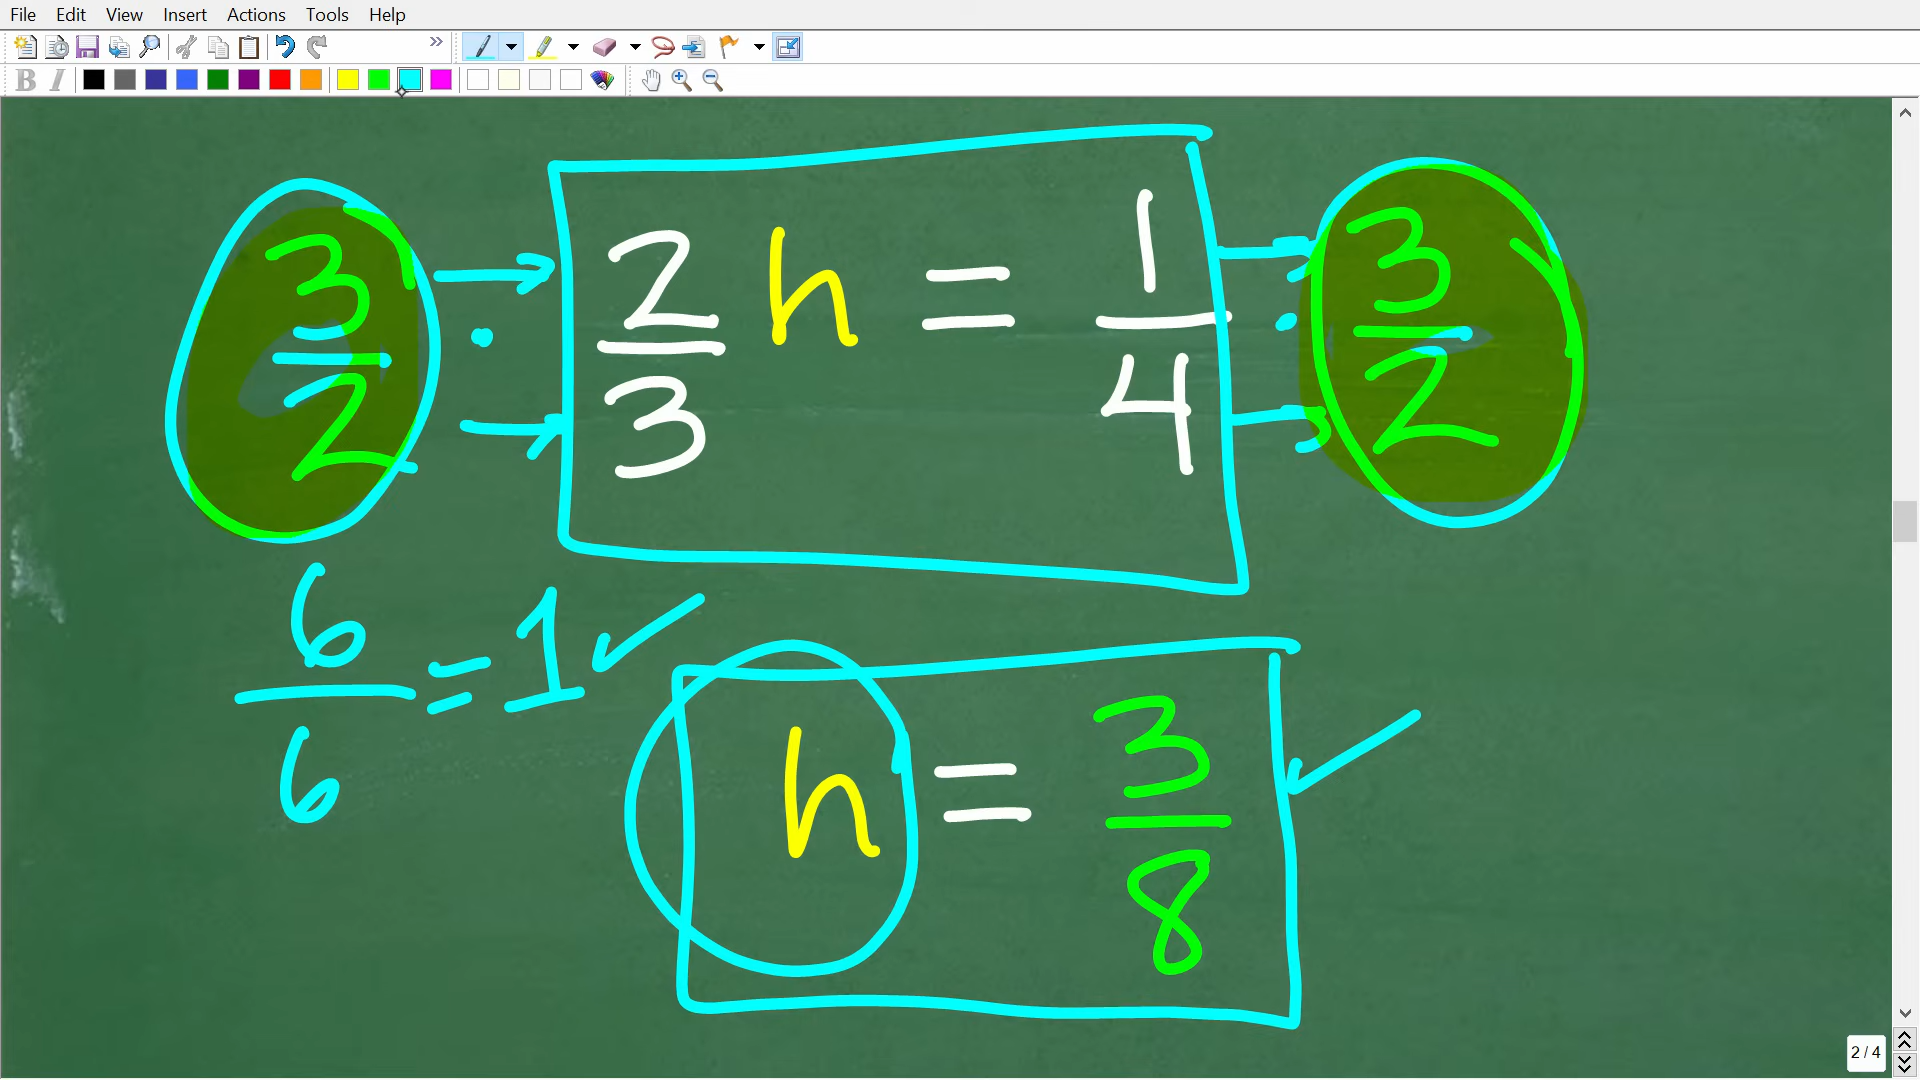 File Edit View Insert Actions Tools Help
B I
3/2 · 2/3 h = 1/4 · 3/2
6/6 = 1 ✓
h = 3/8 ✓
2 / 4